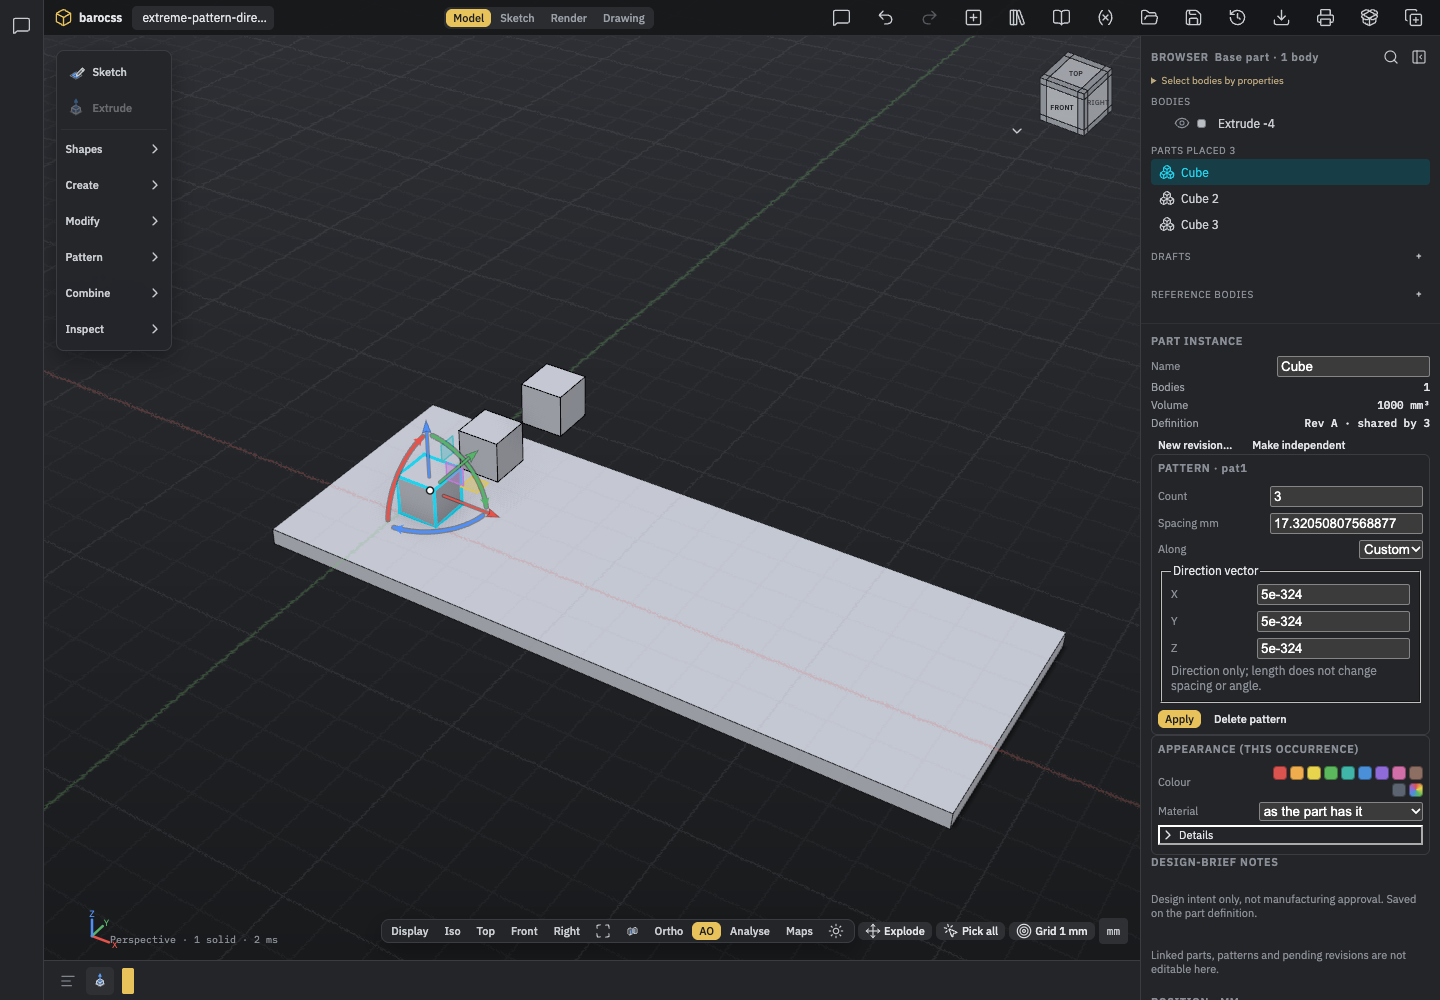 barocss
extreme-pattern-dire...
Model
Sketch
Render
Drawing
Sketch
Extrude
Shapes
Create
Modify
Pattern
Combine
Inspect
TOP
FRONT
RIGHT
BROWSER Base part · 1 body
Select bodies by properties
BODIES
Extrude -4
PARTS PLACED 3
Cube
Cube 2
Cube 3
DRAFTS +
REFERENCE BODIES +
PART INSTANCE
Name Cube
Bodies 1
Volume 1000 mm³
Definition Rev A · shared by 3
New revision... Make independent
PATTERN · pat1
Count 3
Spacing mm 17.32050807568877
Along Custom
Direction vector
X 5e-324
Y 5e-324
Z 5e-324
Direction only; length does not change
spacing or angle.
Apply Delete pattern
APPEARANCE (THIS OCCURRENCE)
Colour
Material as the part has it
Details
DESIGN-BRIEF NOTES
Design intent only, not manufacturing approval. Saved
on the part definition.
Linked parts, patterns and pending revisions are not
editable here.
Z
Y
X
Perspective · 1 solid · 2 ms
Display Iso Top Front Right Ortho AO Analyse Maps Explode Pick all Grid 1 mm mm